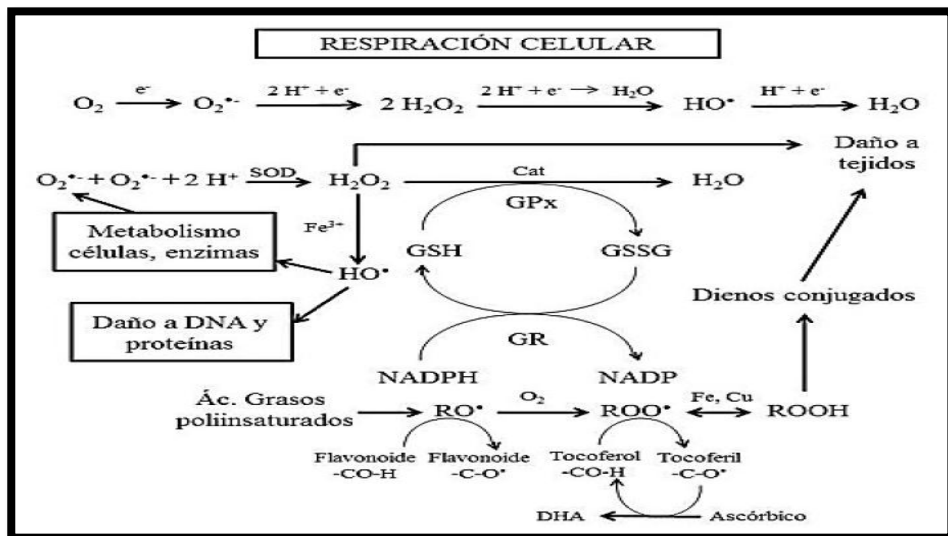 RESPIRACIÓN CELULAR
O₂ e⁻ O₂•⁻ 2 H⁺ + e⁻ 2 H₂O₂ 2 H⁺ + e⁻ → H₂O HO• H⁺ + e⁻ H₂O
Daño a
tejidos
O₂•⁻ + O₂•⁻ + 2 H⁺ SOD H₂O₂ Cat H₂O
GPx
Fe³⁺
Metabolismo
células, enzimas
GSH GSSG
HO•
Dienos conjugados
Daño a DNA y
proteínas
GR
NADPH NADP
Ác. Grasos
poliinsaturados
RO• O₂ ROO• Fe, Cu ROOH
Flavonoide
-CO-H
Flavonoide
-C-O•
Tocoferol
-CO-H
Tocoferil
-C-O•
DHA Ascórbico